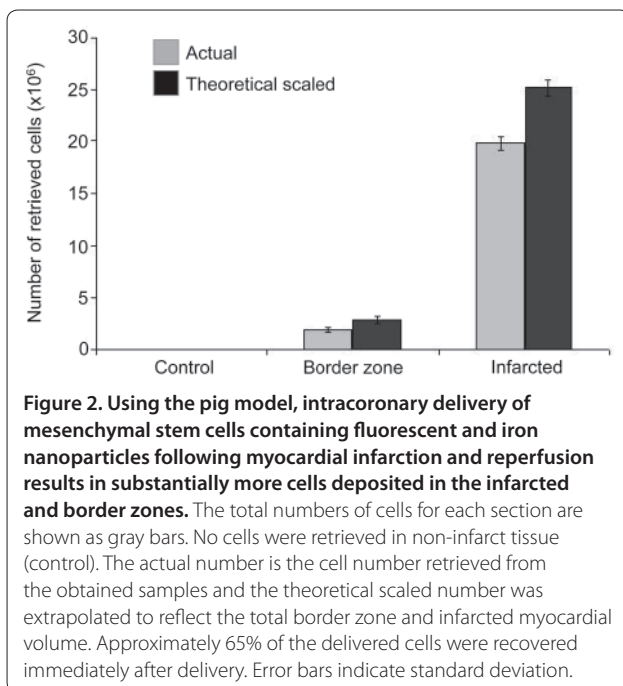 30
25
20
15
10
5
0
Number of retrieved cells (x10⁶)
Actual
Theoretical scaled
Control Border zone Infarcted
Figure 2. Using the pig model, intracoronary delivery of
mesenchymal stem cells containing fluorescent and iron
nanoparticles following myocardial infarction and reperfusion
results in substantially more cells deposited in the infarcted
and border zones. The total numbers of cells for each section are
shown as gray bars. No cells were retrieved in non-infarct tissue
(control). The actual number is the cell number retrieved from
the obtained samples and the theoretical scaled number was
extrapolated to reflect the total border zone and infarcted myocardial
volume. Approximately 65% of the delivered cells were recovered
immediately after delivery. Error bars indicate standard deviation.